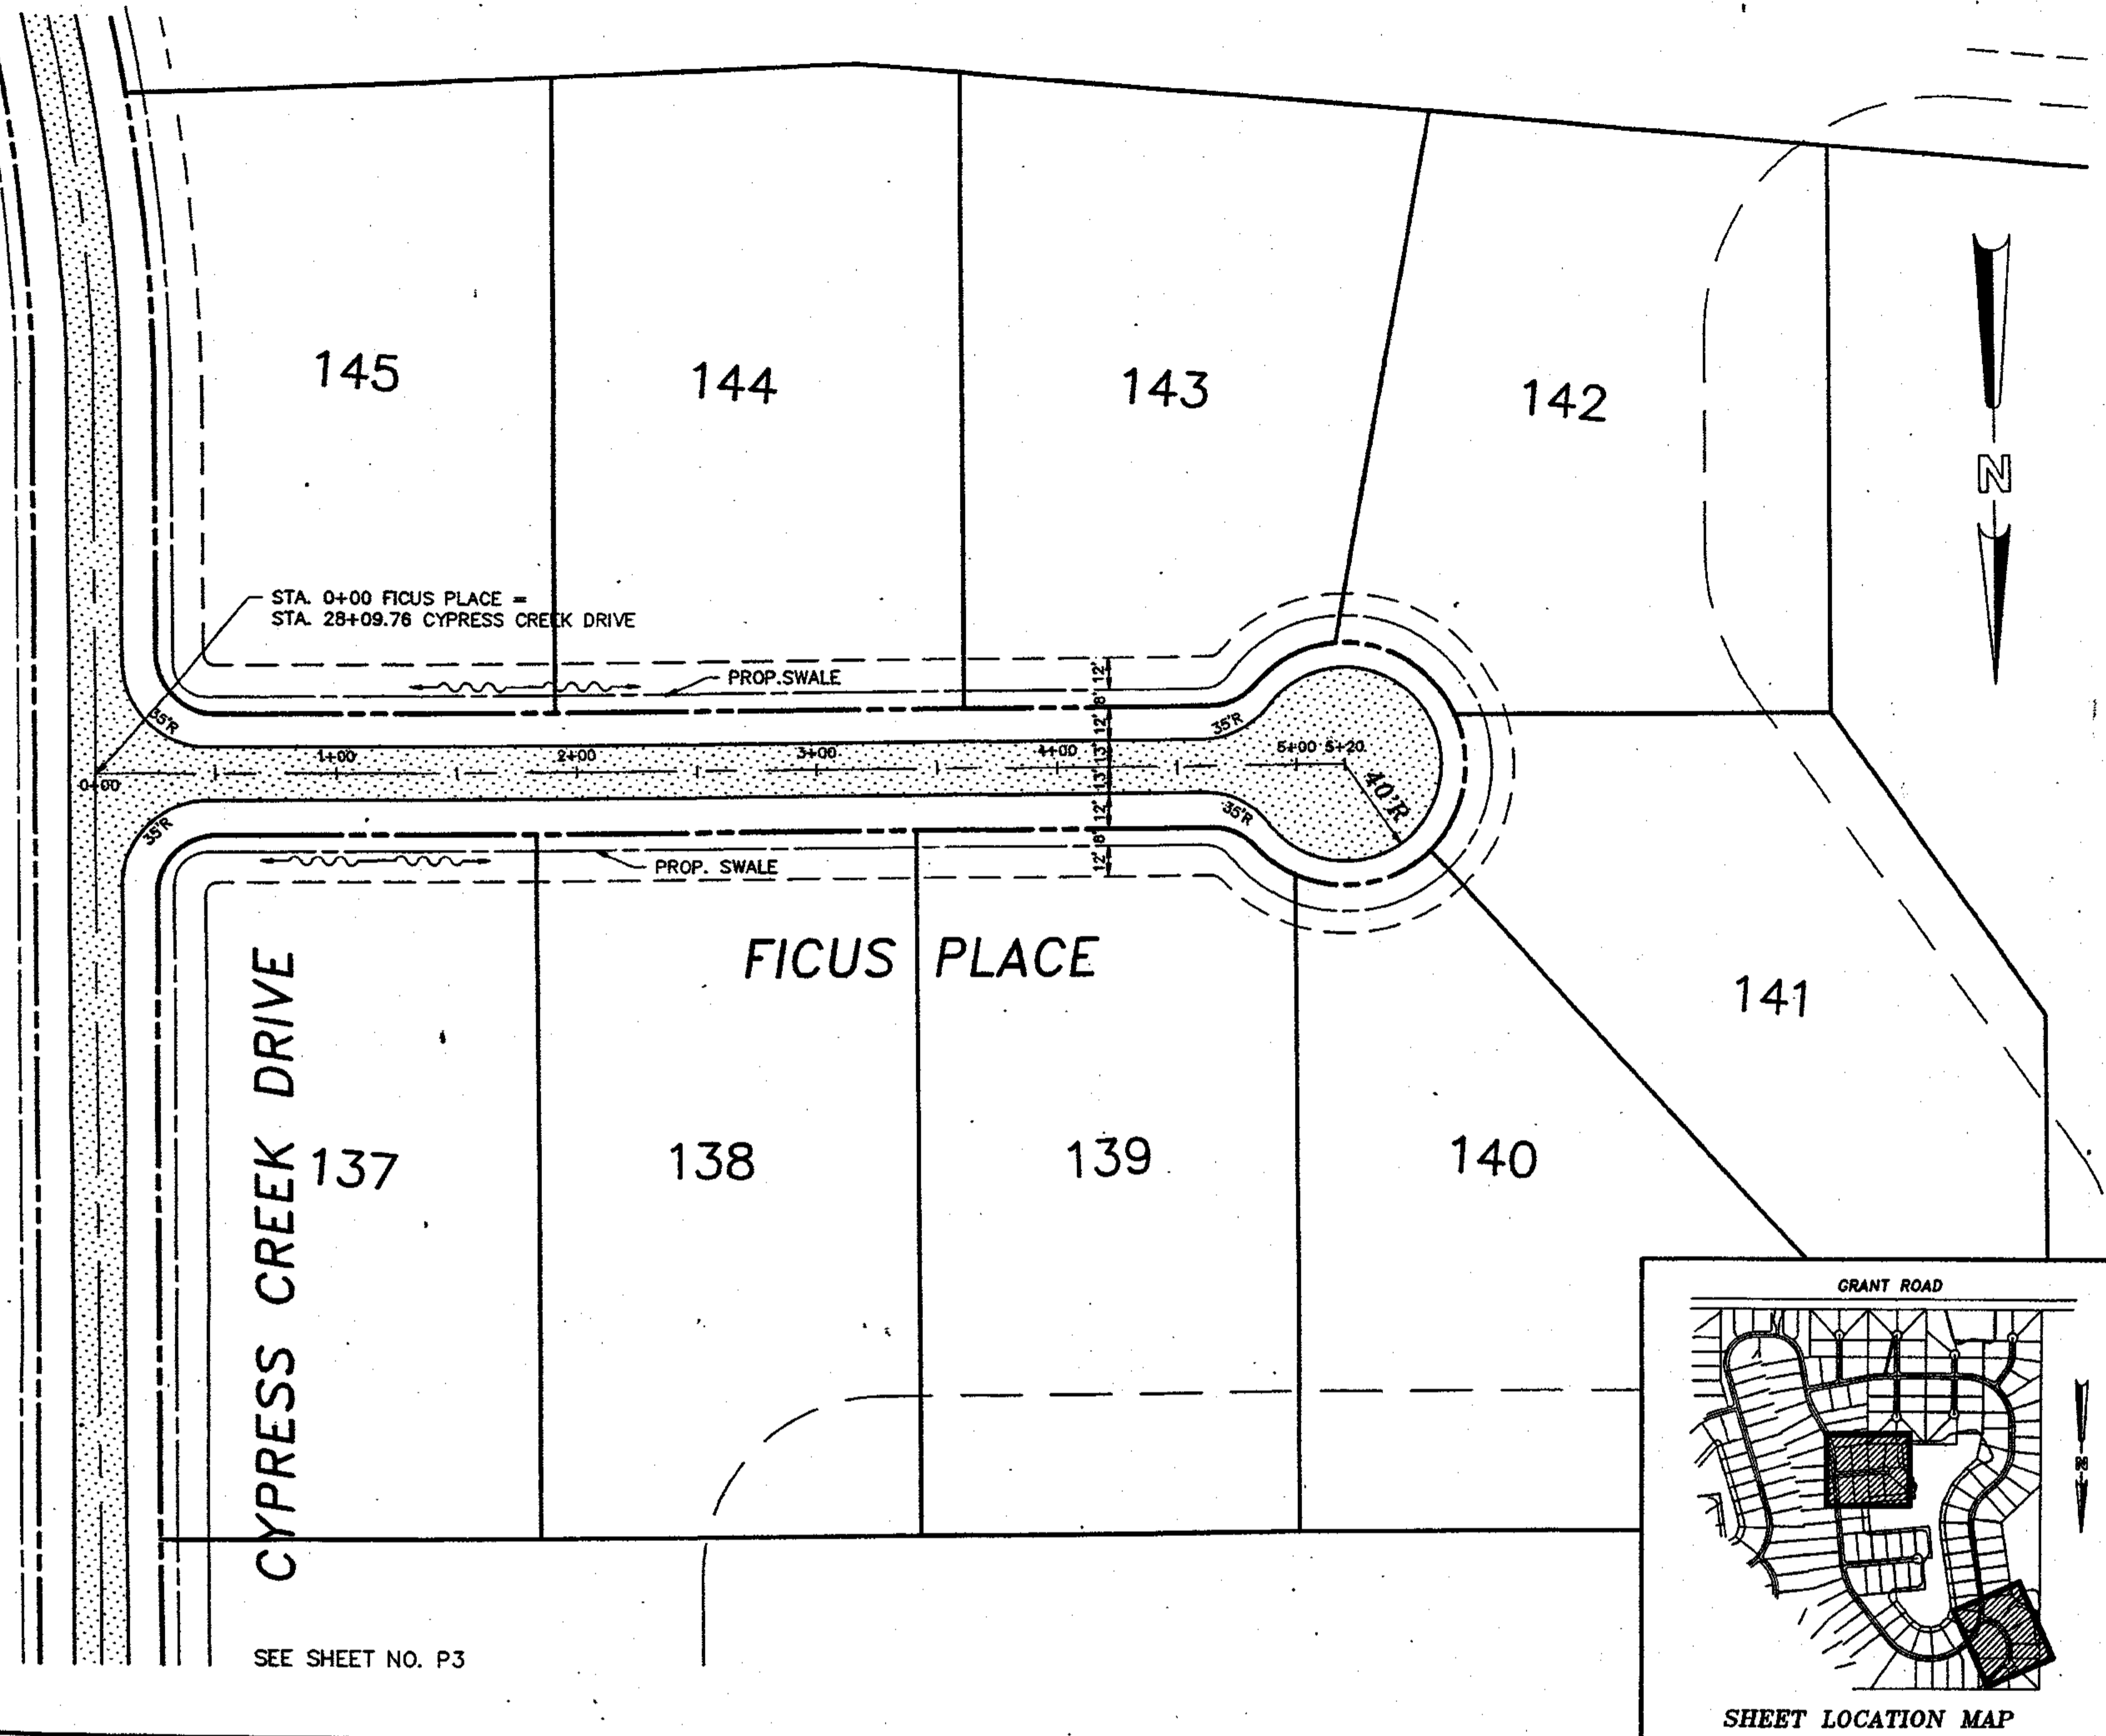 145
144
143
142
N
STA. 0+00 FICUS PLACE =
STA. 28+09.76 CYPRESS CREEK DRIVE
PROP.SWALE
12'
8'
12'
13'
13'
12'
8'
12'
35'R
35'R
0+00
1+00
2+00
3+00
4+00
5+00 5+20
40'R
35'R
35'R
PROP. SWALE
FICUS PLACE
CYPRESS CREEK DRIVE
141
137
138
139
140
GRANT ROAD
N
SHEET LOCATION MAP
SEE SHEET NO. P3